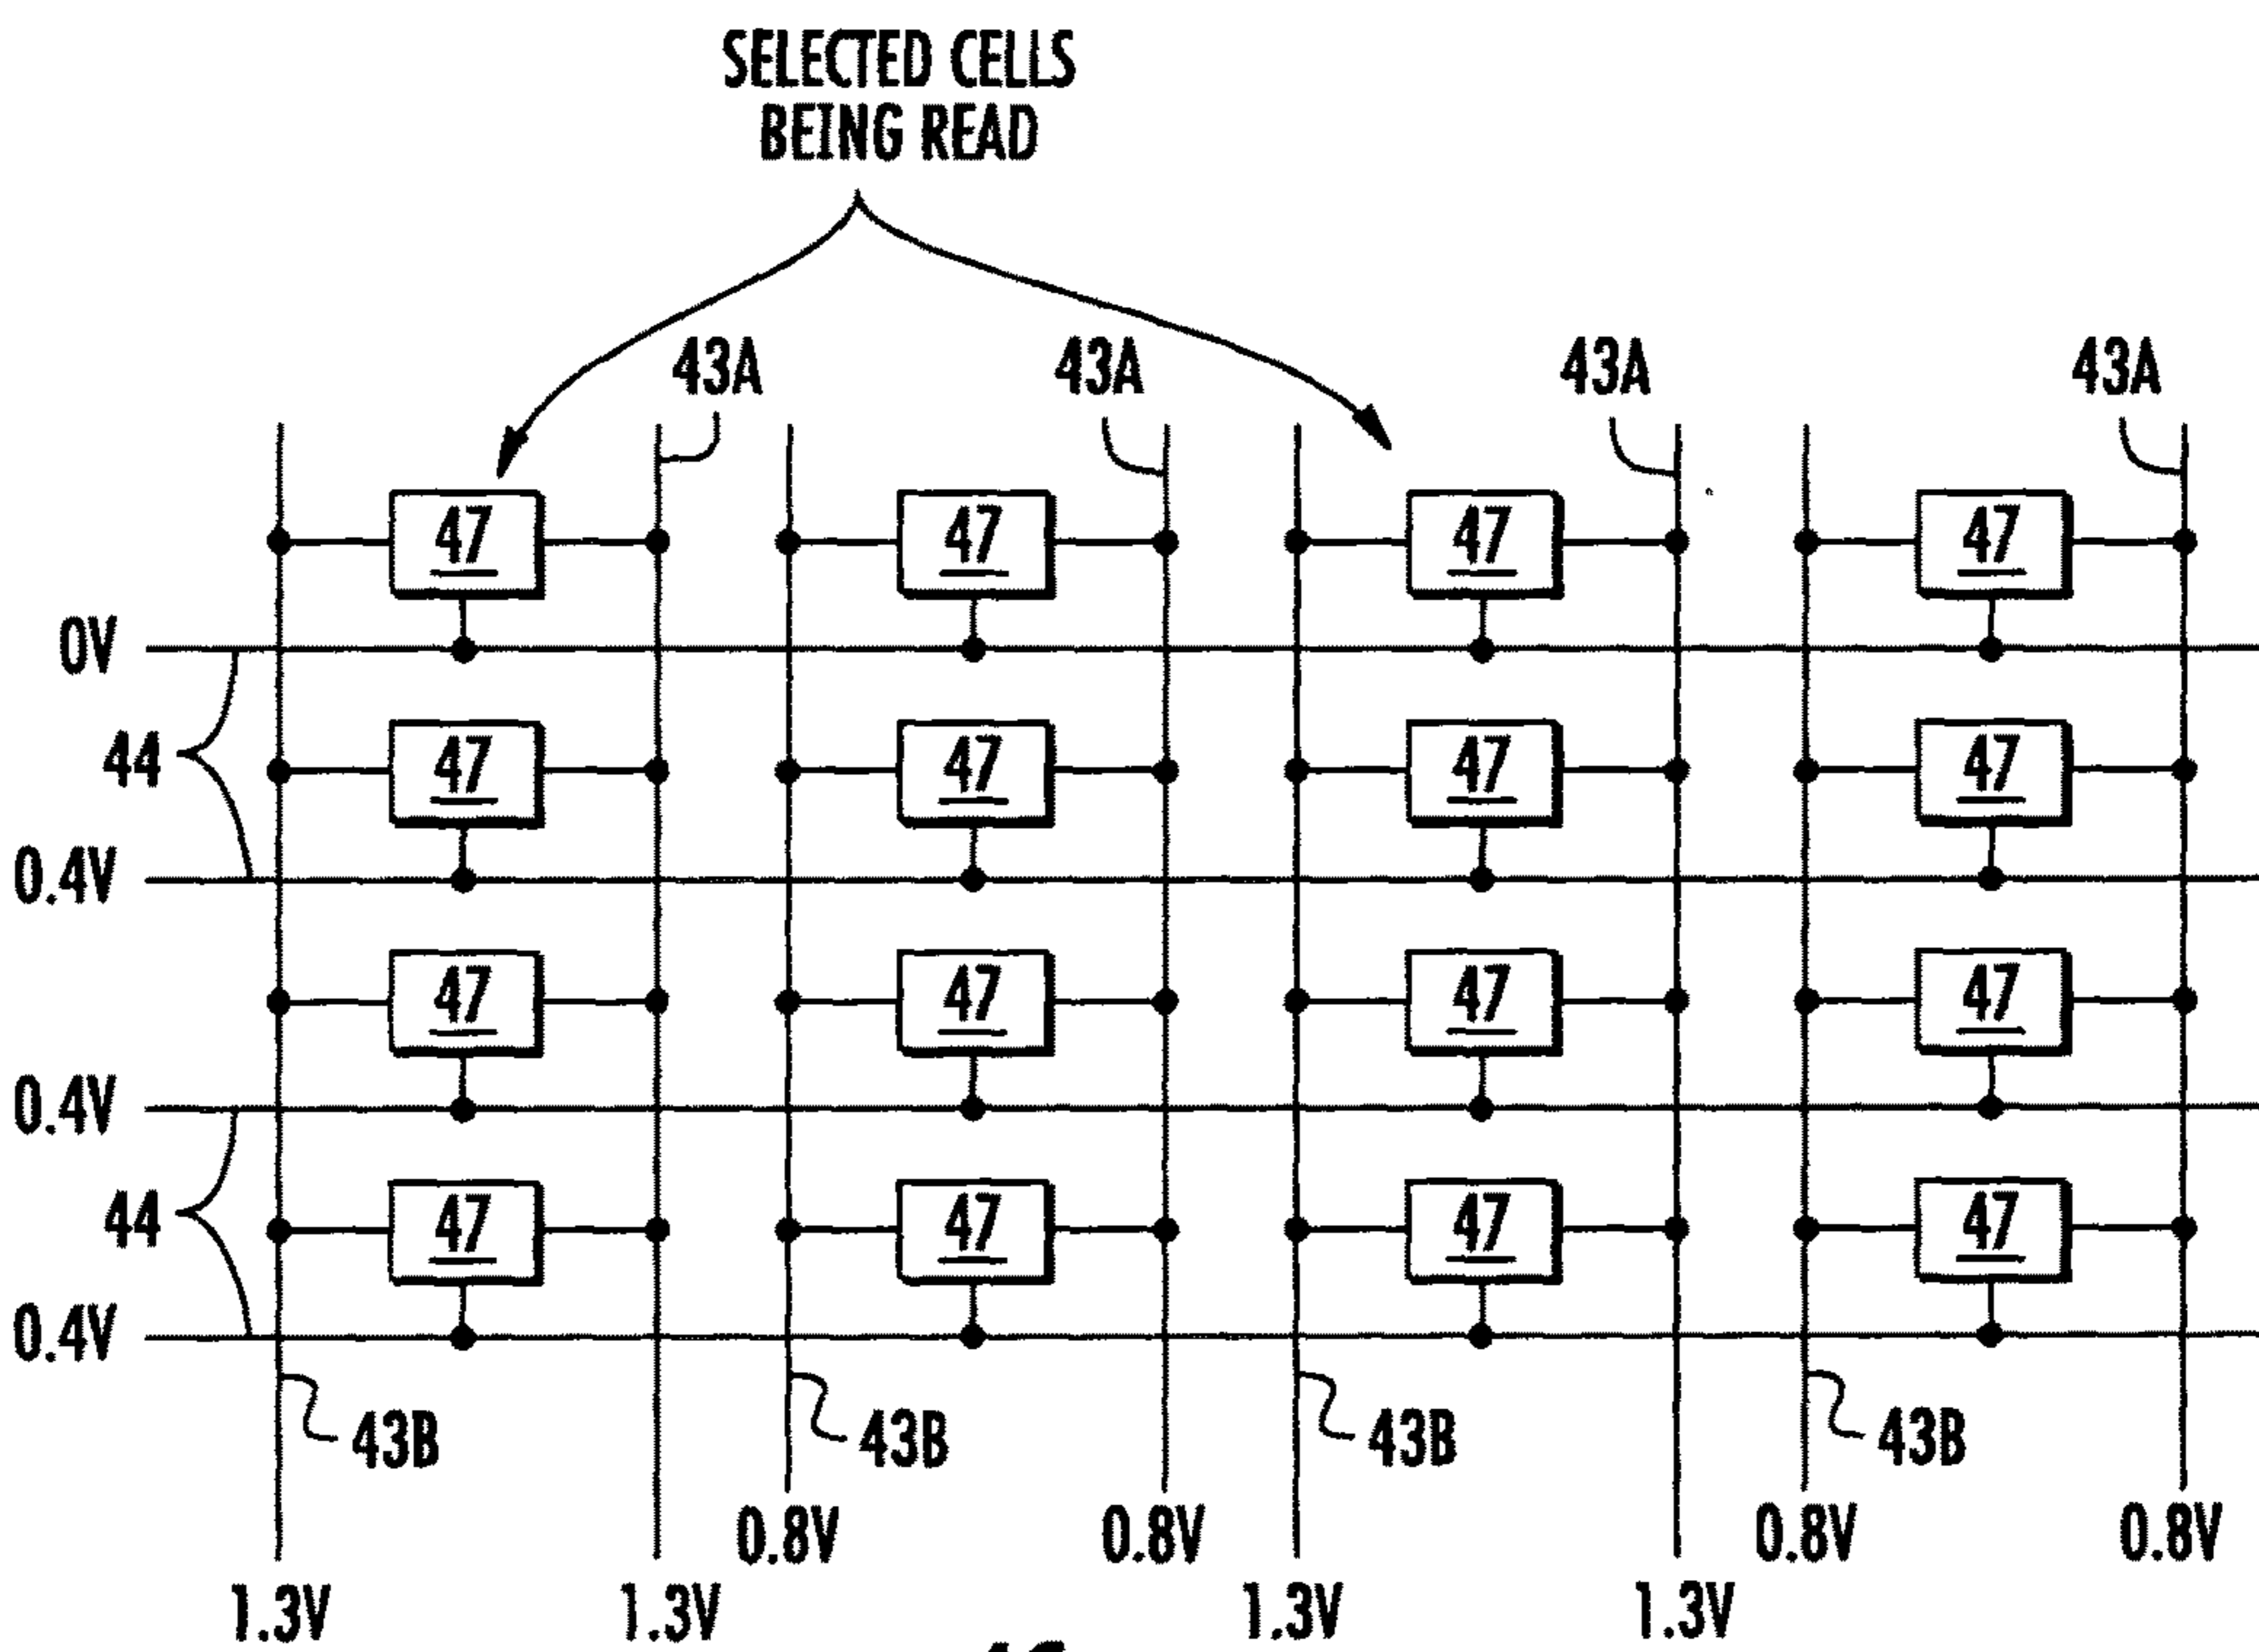 SELECTED CELLS
BEING READ
43A 43A 43A 43A
47 47 47 47
0V
44
47 47 47 47
0.4V
47 47 47 47
0.4V
44
47 47 47 47
0.4V
43B 43B 43B 43B
0.8V 0.8V 0.8V 0.8V
1.3V 1.3V 1.3V 1.3V